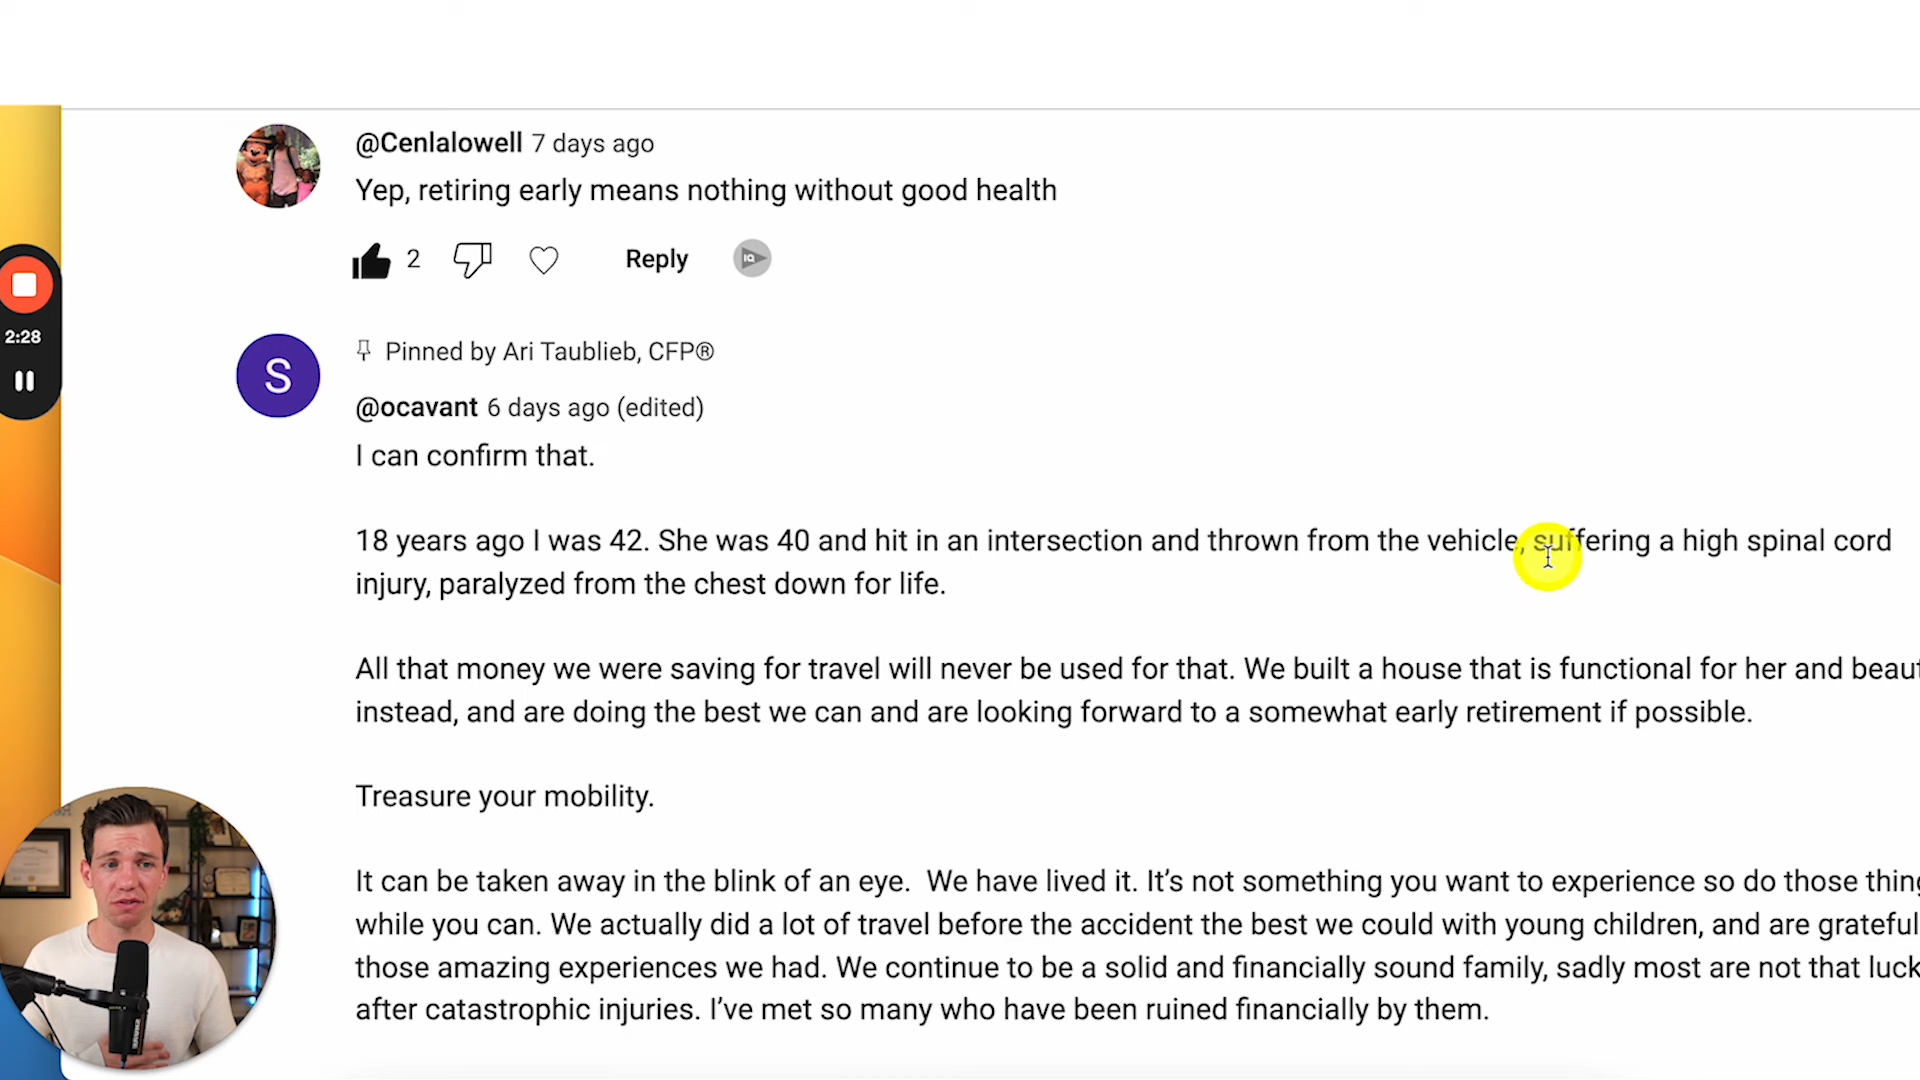 @Cenlalowell 7 days ago
Yep, retiring early means nothing without good health
2 Reply
IQ
2:28
Pinned by Ari Taublieb, CFP®
S
@ocavant 6 days ago (edited)
I can confirm that.
18 years ago I was 42. She was 40 and hit in an intersection and thrown from the vehicle, suffering a high spinal cord
injury, paralyzed from the chest down for life.
All that money we were saving for travel will never be used for that. We built a house that is functional for her and beaut
instead, and are doing the best we can and are looking forward to a somewhat early retirement if possible.
Treasure your mobility.
It can be taken away in the blink of an eye. We have lived it. It’s not something you want to experience so do those thing
while you can. We actually did a lot of travel before the accident the best we could with young children, and are grateful
those amazing experiences we had. We continue to be a solid and financially sound family, sadly most are not that luck
after catastrophic injuries. I’ve met so many who have been ruined financially by them.